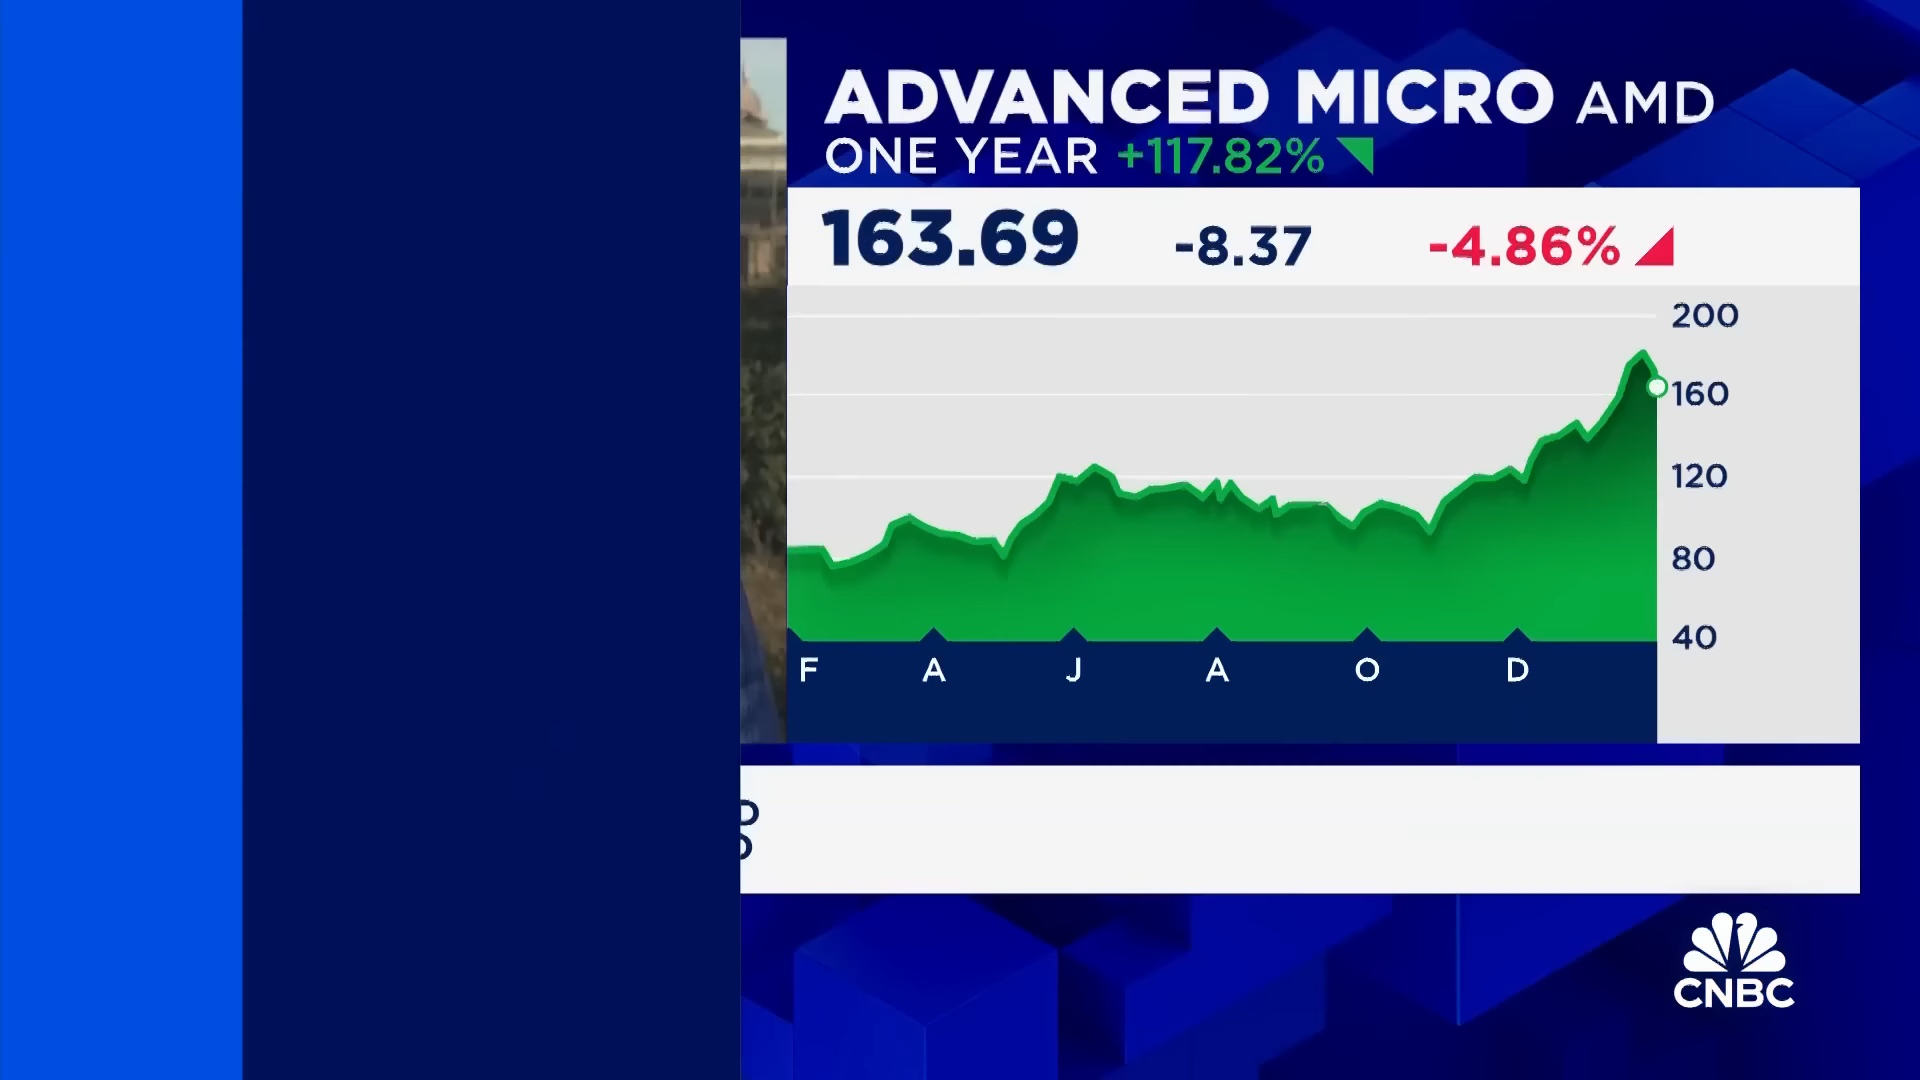 ADVANCED MICRO AMD
ONE YEAR +117.82%
163.69 -8.37 -4.86%
200
160
120
80
40
F A J A O D
CNBC